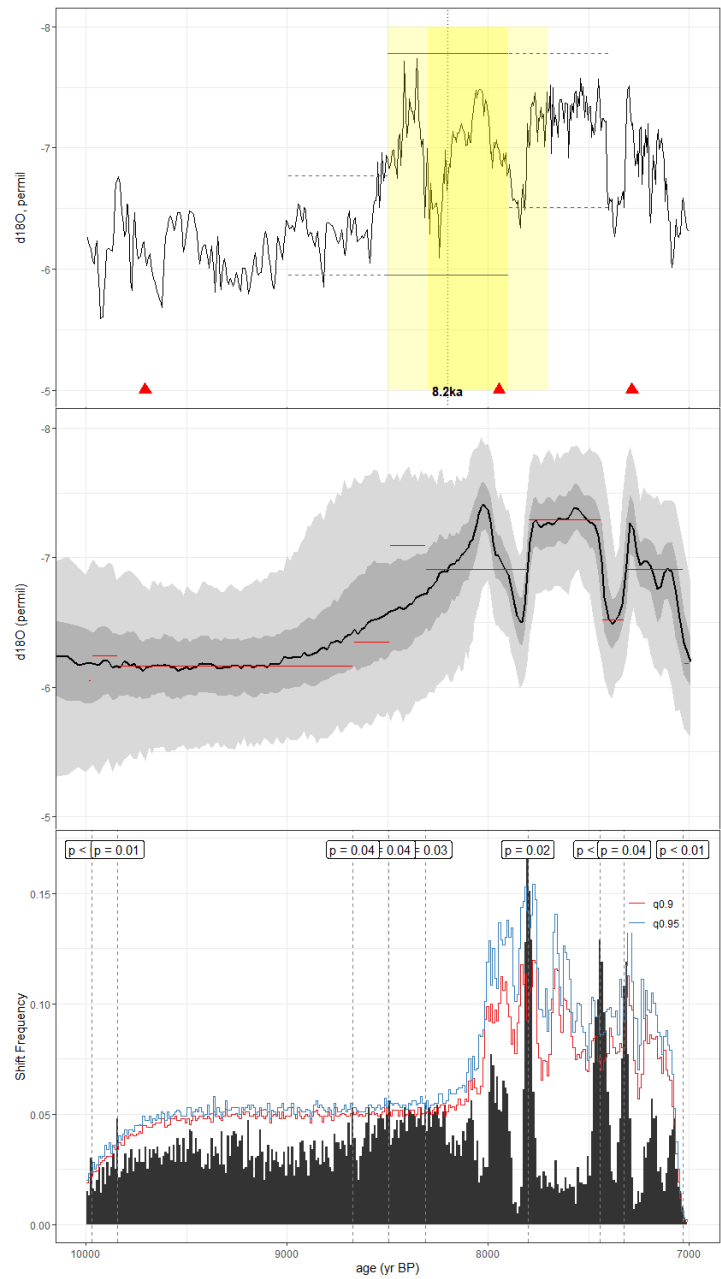 -8
-7
-6
-5
d18O, permil
8.2ka
-8
-7
-6
-5
d18O (permil)
p < p = 0.01 p = 0.04 = 0.04 = 0.03 p = 0.02 p < p = 0.04 p < 0.01
0.15
0.10
0.05
0.00
Shift Frequency
q0.9
q0.95
10000 9000 8000 7000
age (yr BP)